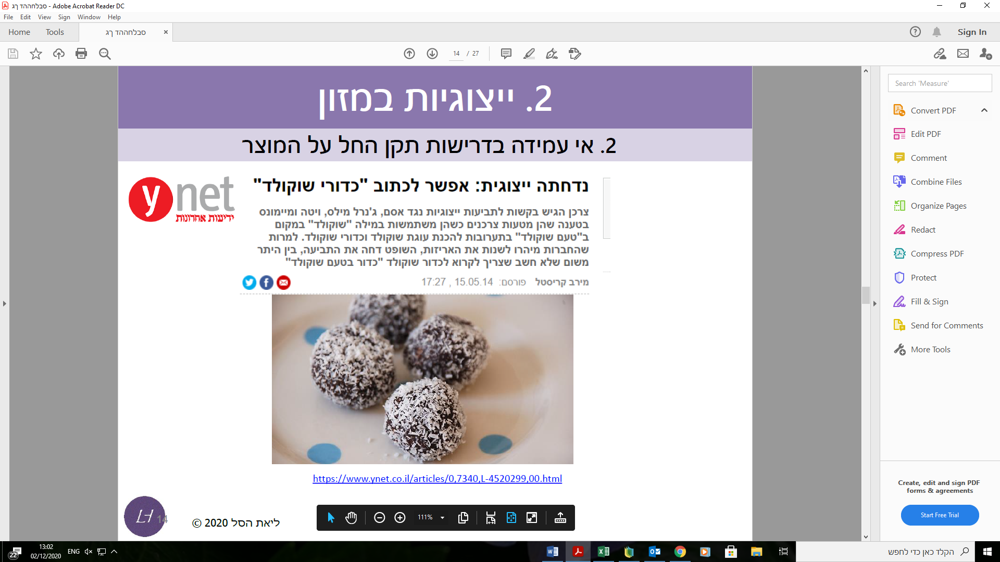 סבלחההד ךג - Adobe Acrobat Reader DC
File Edit View Sign Window Help
Home Tools סבלחההד ךג × Sign In
14 / 27
2. ייצוגיות במזון
2. אי עמידה בדרישות תקן החל על המוצר
ynet
ידיעות אחרונות
נדחתה ייצוגית: אפשר לכתוב "כדורי שוקולד"
צרכן הגיש בקשות לתביעות ייצוגיות נגד אסם, ג'נרל מילס, ויטה ומיימונס
בטענה שהן מטעות צרכנים כשהן משתמשות במילה "שוקולד" במקום
ב"טעם שוקולד" בתערובות להכנת עוגת שוקולד וכדורי שוקולד. למרות
שהחברות מיהרו לשנות את האריזות, השופט דחה את התביעה, בין היתר
משום שלא חשב שצריך לקרוא לכדור שוקולד "כדור בטעם שוקולד"
מירב קריסטל פורסם: 15.05.14 , 17:27
https://www.ynet.co.il/articles/0,7340,L-4520299,00.html
LH 14
ליאת הסל 2020 ©
111%
Search 'Measure'
Convert PDF
Edit PDF
Comment
Combine Files
Organize Pages
Redact
Compress PDF
Protect
Fill & Sign
Send for Comments
More Tools
Create, edit and sign PDF
forms & agreements
Start Free Trial
22
13:02
02/12/2020
ENG
הקלד כאן כדי לחפש